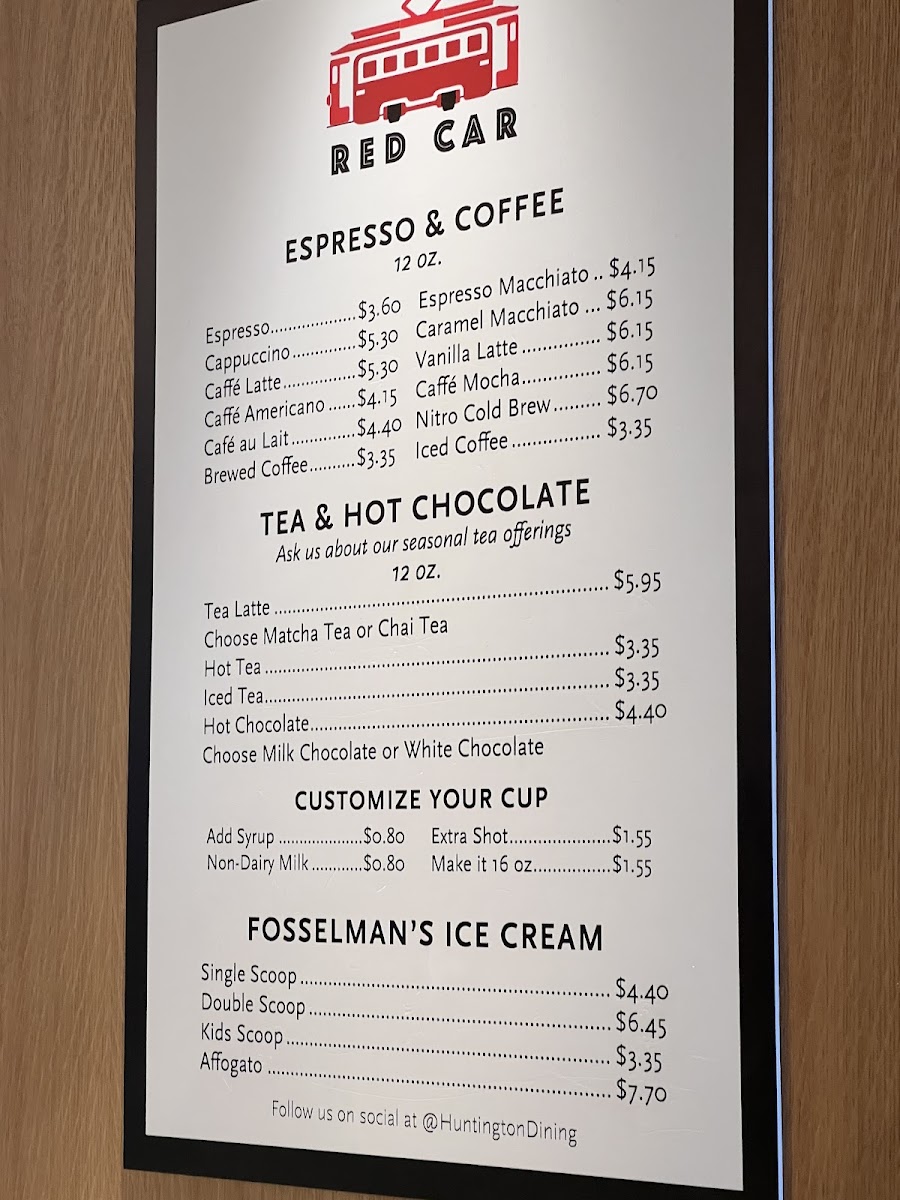 RED CAR
ESPRESSO & COFFEE
12 OZ.
Espresso...................$3.60 Espresso Macchiato .. $4.15
Cappuccino..............$5.30 Caramel Macchiato ... $6.15
Caffé Latte................$5.30 Vanilla Latte ............... $6.15
Caffé Americano ......$4.15 Caffé Mocha............... $6.15
Café au Lait..............$4.40 Nitro Cold Brew......... $6.70
Brewed Coffee..........$3.35 Iced Coffee ................. $3.35
TEA & HOT CHOCOLATE
Ask us about our seasonal tea offerings
12 OZ.
Tea Latte ................................................................ $5.95
Choose Matcha Tea or Chai Tea
Hot Tea .................................................................. $3.35
Iced Tea.................................................................. $3.35
Hot Chocolate......................................................... $4.40
Choose Milk Chocolate or White Chocolate
CUSTOMIZE YOUR CUP
Add Syrup .....................$0.80 Extra Shot......................$1.55
Non-Dairy Milk ............$0.80 Make it 16 oz.................$1.55
FOSSELMAN'S ICE CREAM
Single Scoop ........................................................... $4.40
Double Scoop ......................................................... $6.45
Kids Scoop.............................................................. $3.35
Affogato ................................................................. $7.70
Follow us on social at @HuntingtonDining